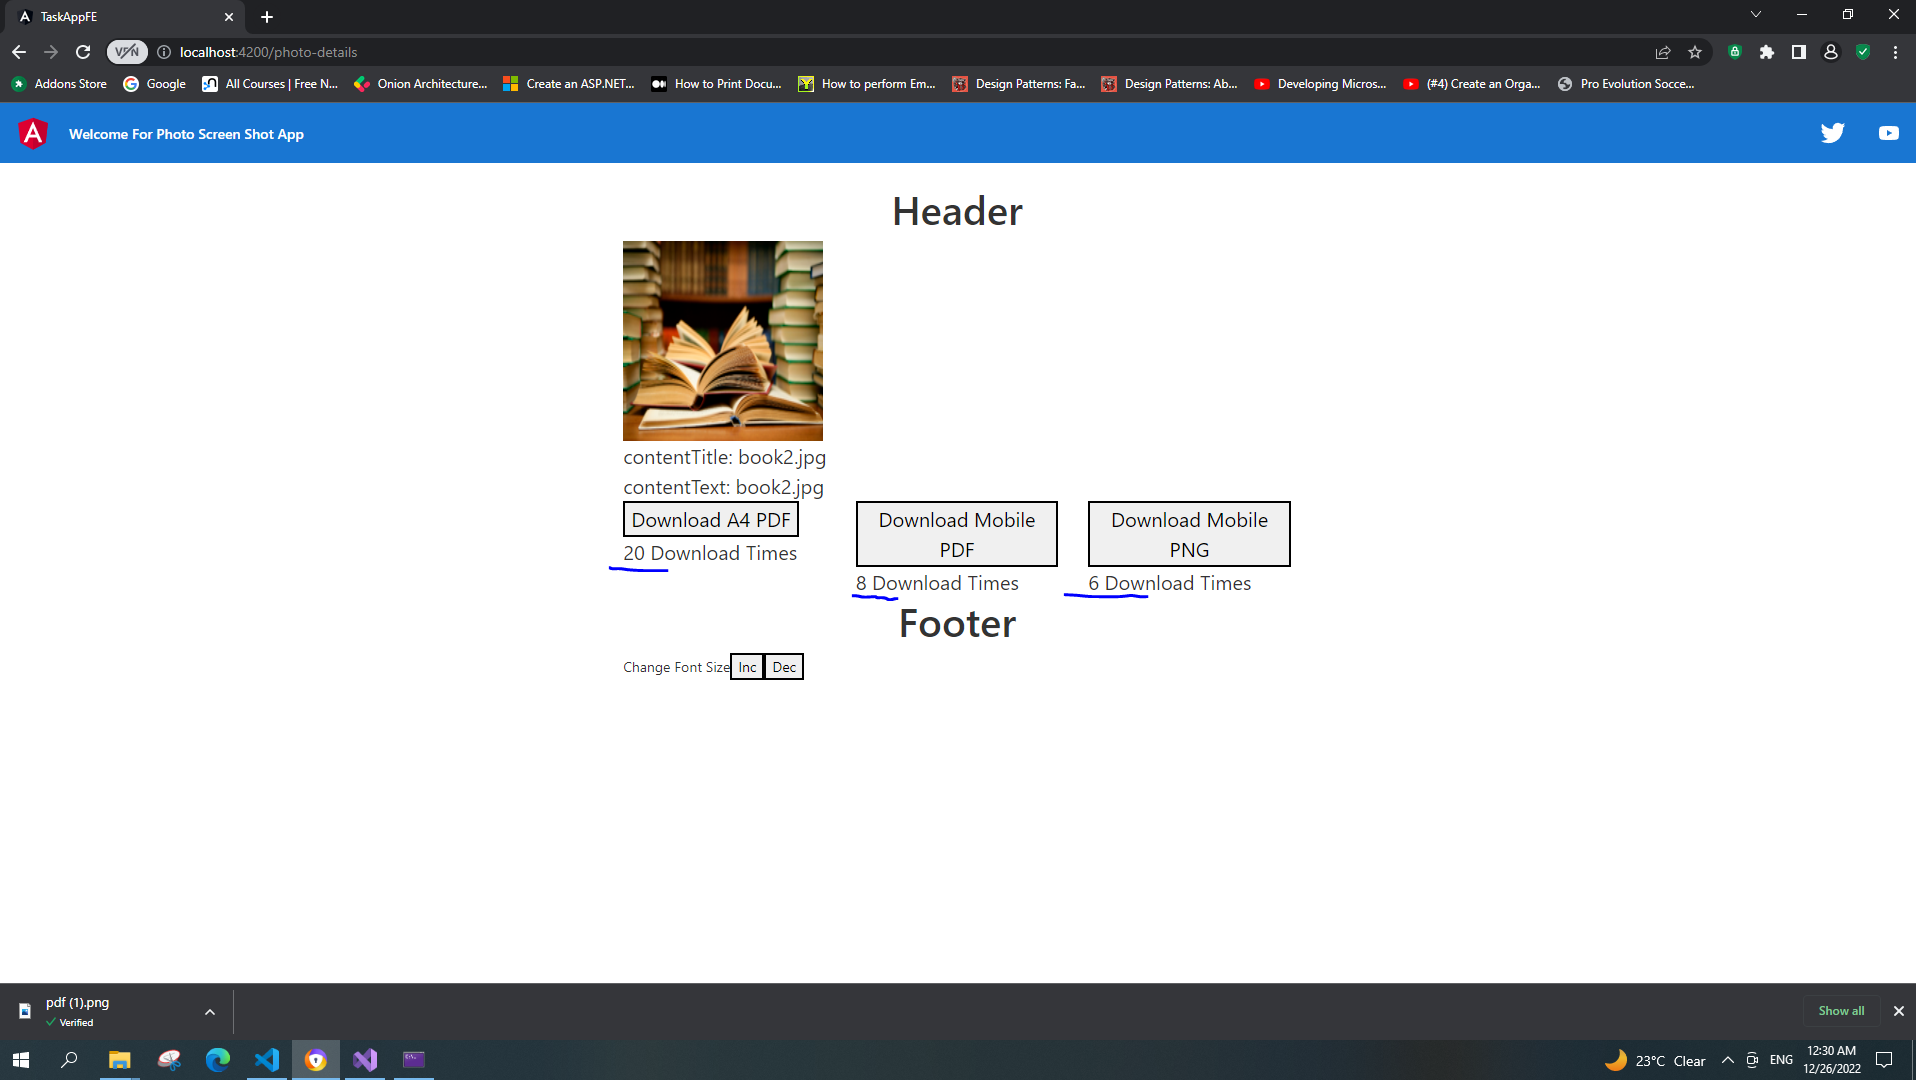 TaskAppFE
VPN
localhost:4200/photo-details
Addons Store
Google
All Courses | Free N...
Onion Architecture...
Create an ASP.NET...
How to Print Docu...
How to perform Em...
Design Patterns: Fa...
Design Patterns: Ab...
Developing Micros...
(#4) Create an Orga...
Pro Evolution Socce...
Welcome For Photo Screen Shot App
Header
contentTitle: book2.jpg
contentText: book2.jpg
Download A4 PDF
20 Download Times
Download Mobile
PDF
8 Download Times
Download Mobile
PNG
6 Download Times
Footer
Change Font Size Inc Dec
pdf (1).png
Verified
Show all
23°C Clear
ENG
12:30 AM
12/26/2022